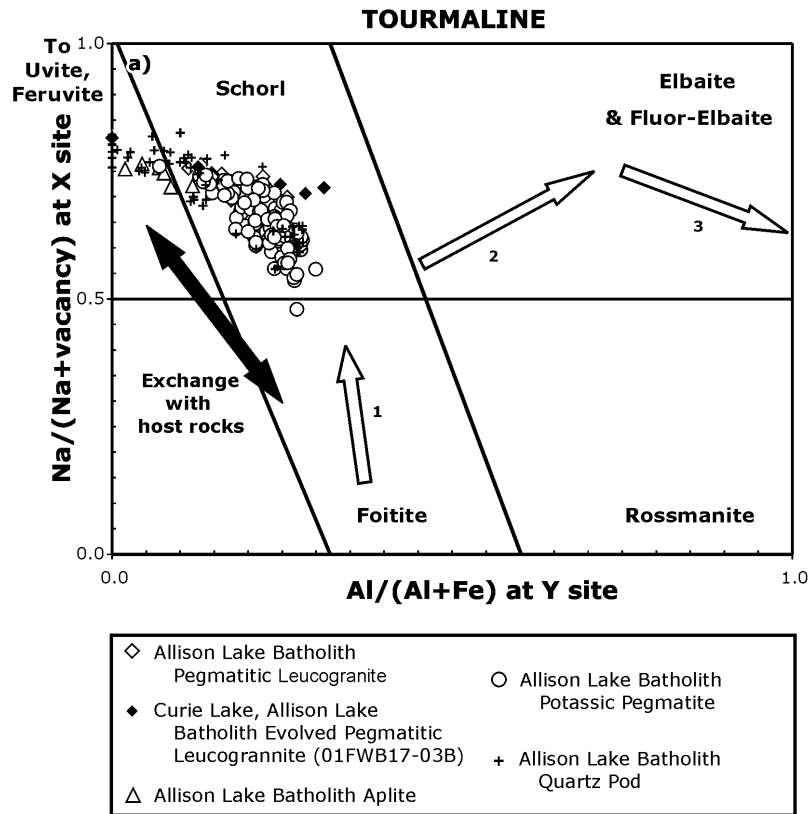 TOURMALINE
To
Uvite,
Feruvite
1.0
a)
Schorl
Elbaite
& Fluor-Elbaite
Na/(Na+vacancy) at X site
0.5
2
3
Exchange
with
host rocks
1
Foitite
Rossmanite
0.0
0.0
1.0
Al/(Al+Fe) at Y site
Allison Lake Batholith
Pegmatitic Leucogranite
Curie Lake, Allison Lake
Batholith Evolved Pegmatitic
Leucogrannite (01FWB17-03B)
Allison Lake Batholith Aplite
Allison Lake Batholith
Potassic Pegmatite
Allison Lake Batholith
Quartz Pod